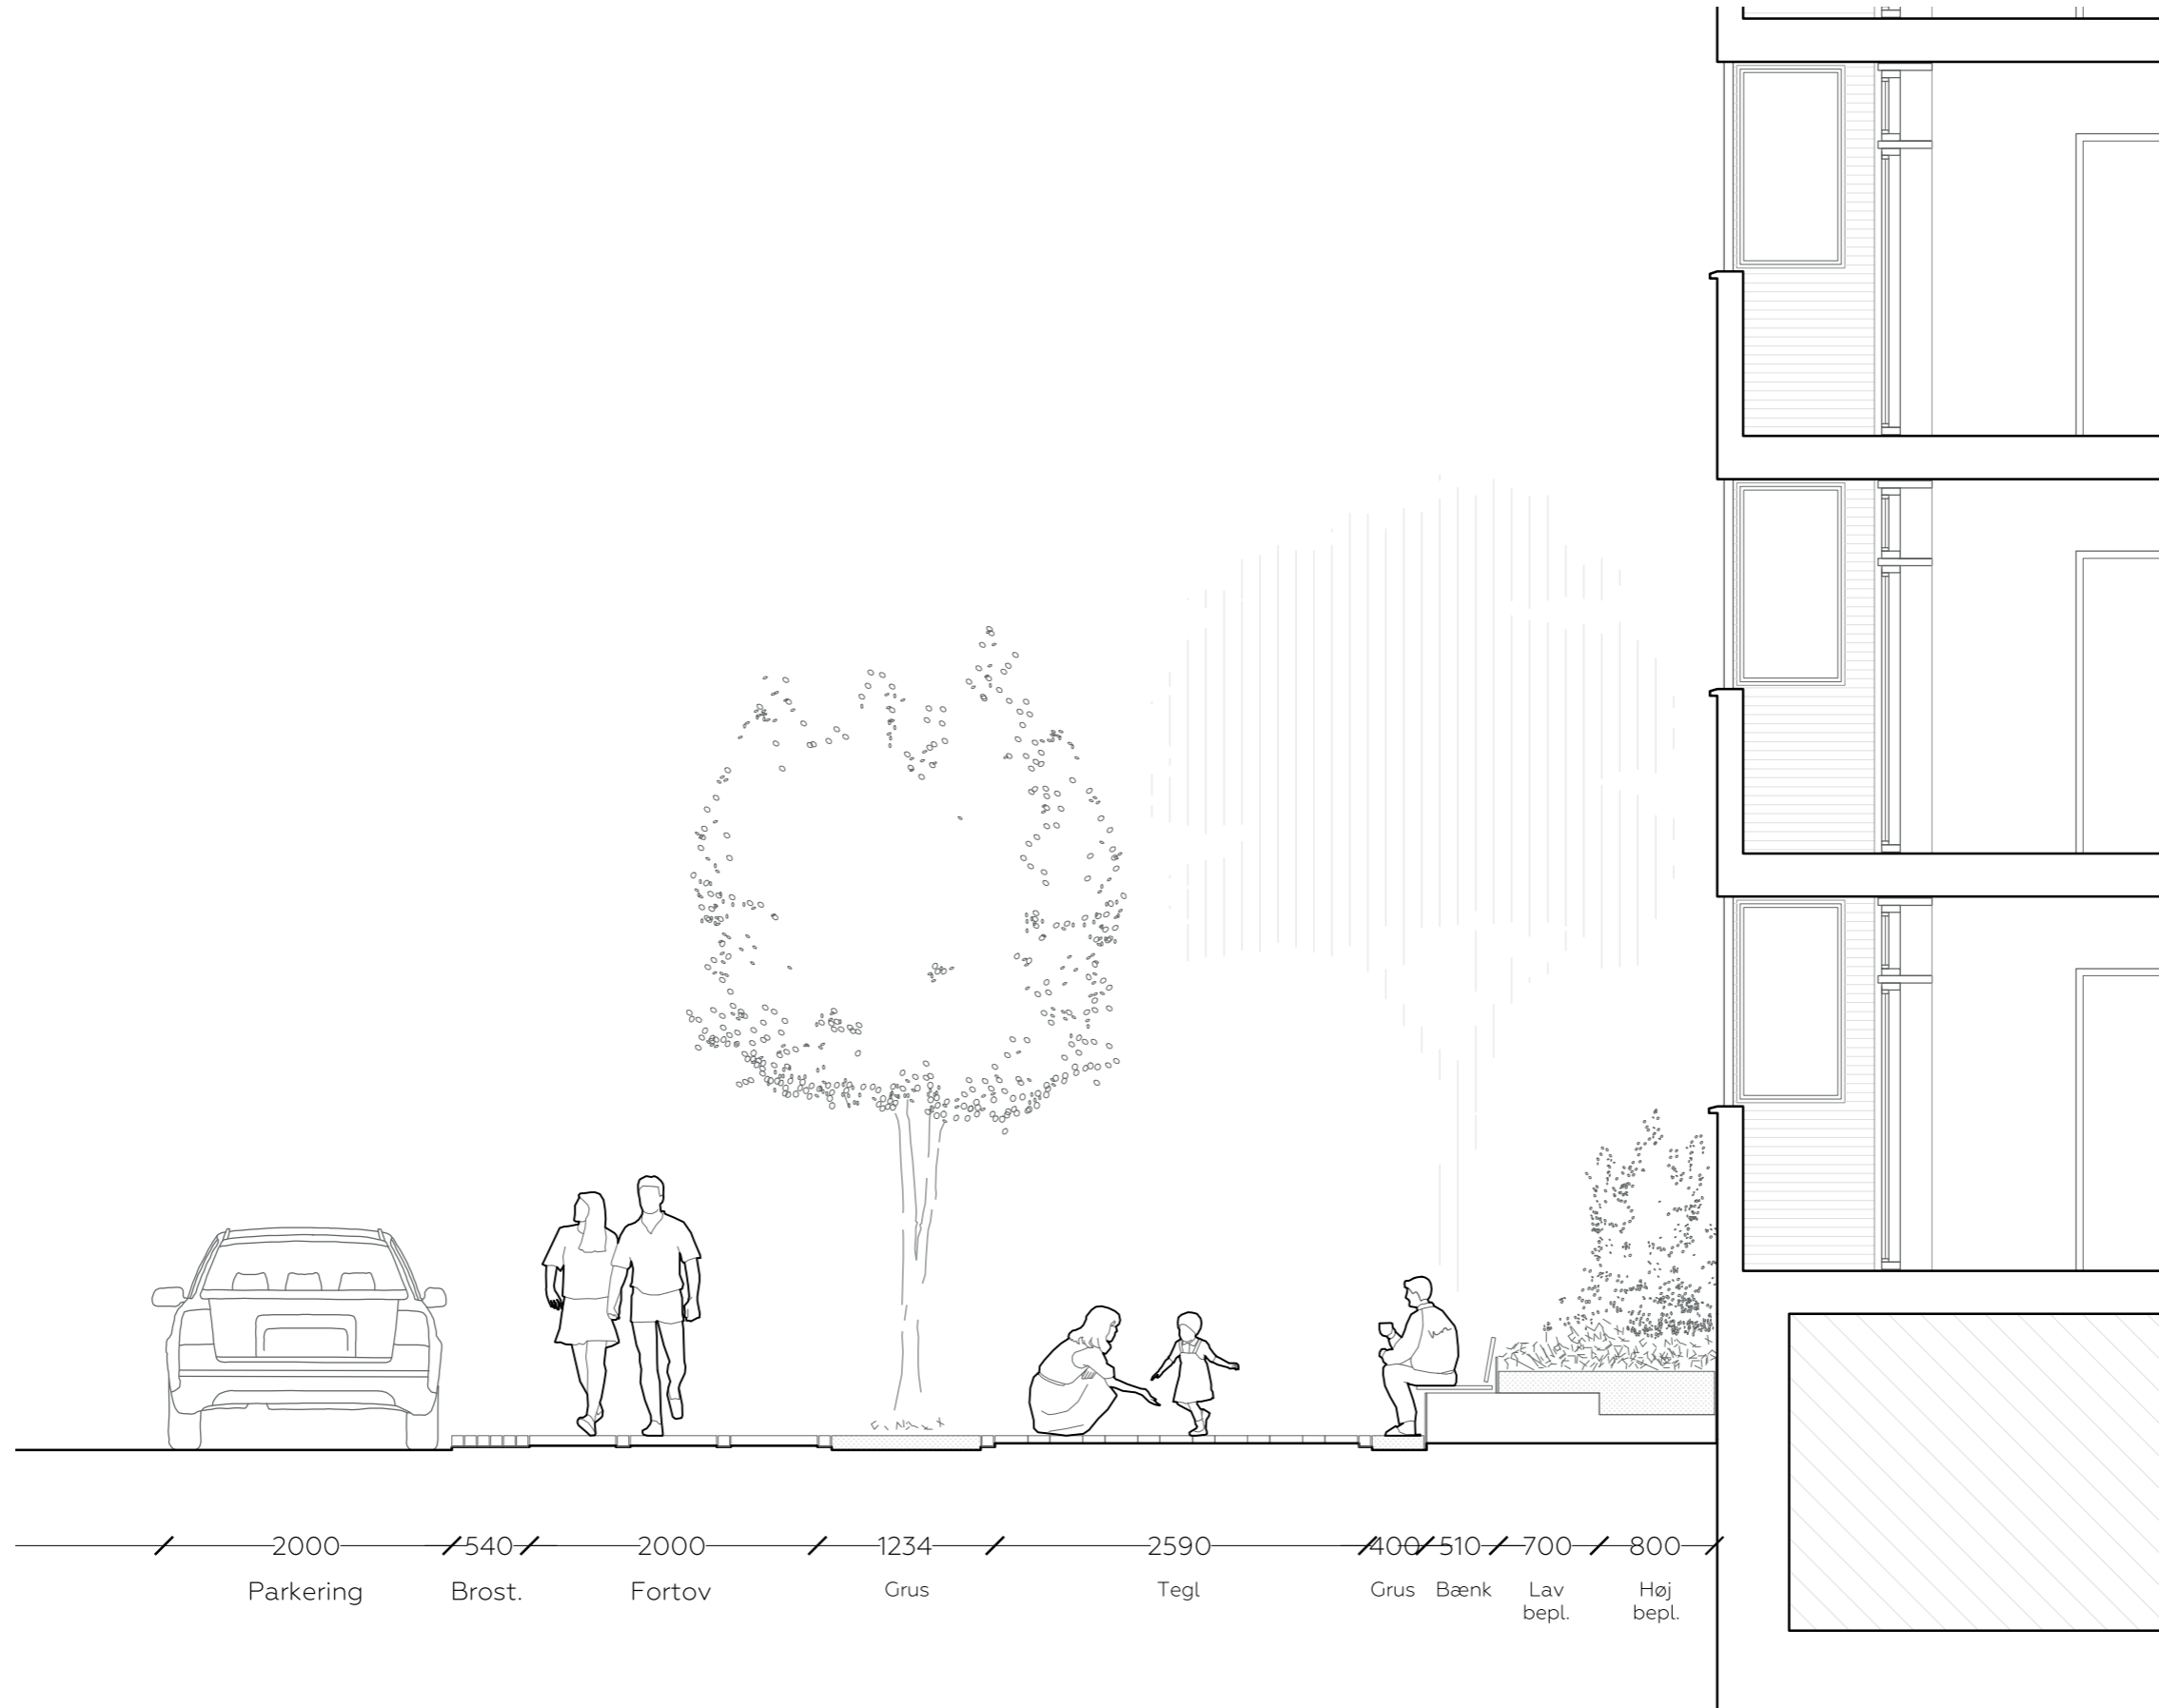 2000 540 2000 1234 2590 400 510 700 800
Parkering Brost. Fortov Grus Tegl Grus Bænk Lav Høj
bepl. bepl.